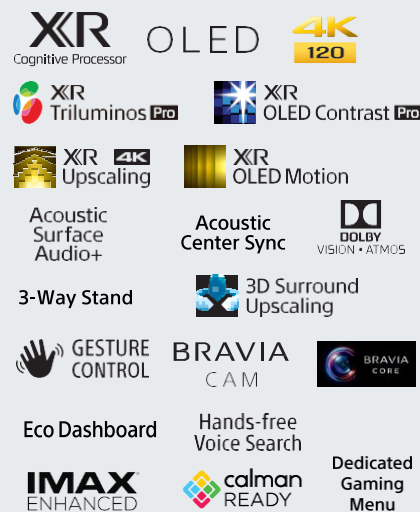 XR
Cognitive Processor
OLED
4K
120
XR
Triluminos Pro
XR
OLED Contrast Pro
XR 4K
Upscaling
XR
OLED Motion
Acoustic
Surface
Audio+
Acoustic
Center Sync
DOLBY
VISION • ATMOS
3-Way Stand
3D Surround
Upscaling
GESTURE
CONTROL
BRAVIA
CAM
BRAVIA
CORE
Eco Dashboard
Hands-free
Voice Search
IMAX
ENHANCED
calman
READY
Dedicated
Gaming
Menu